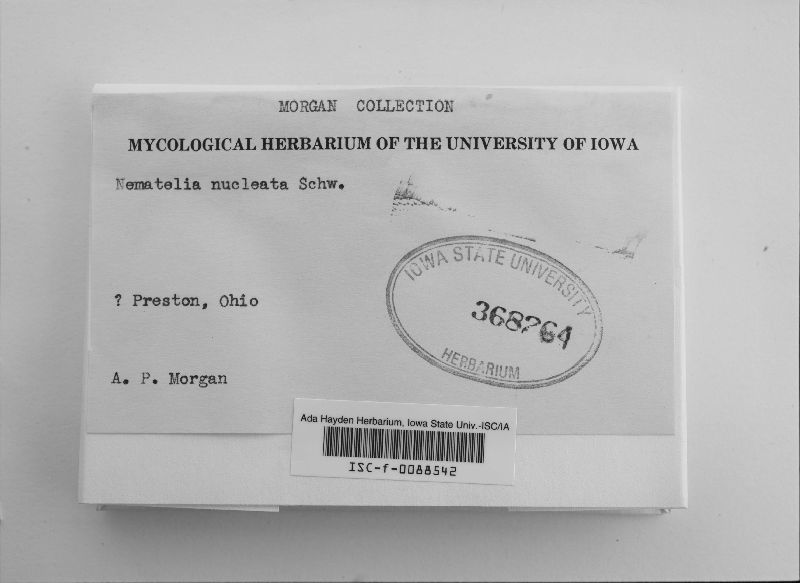 MORGAN COLLECTION
MYCOLOGICAL HERBARIUM OF THE UNIVERSITY OF IOWA
Nematelia nucleata Schw.
IOWA STATE UNIVERSITY
368264
HERBARIUM
? Preston, Ohio
A. P. Morgan
Ada Hayden Herbarium, Iowa State Univ.-ISC/IA
ISC-f-0088542